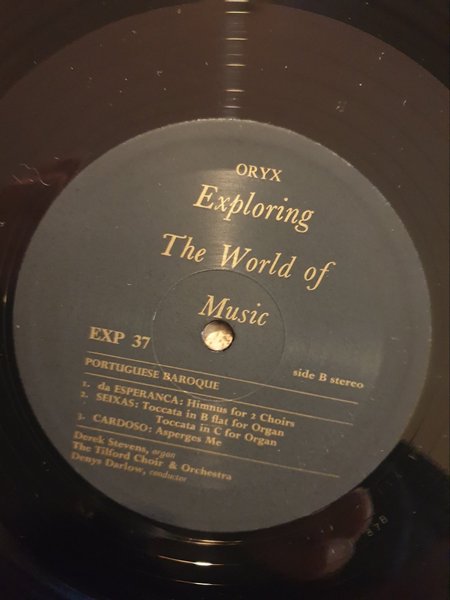 ORYX
Exploring
The World of
Music
EXP 37
side B stereo
PORTUGUESE BAROQUE
1. da ESPERANCA: Himnus for 2 Choirs
2. SEIXAS: Toccata in B flat for Organ
Toccata in C for Organ
3. CARDOSO: Asperges Me
Derek Stevens, organ
The Tilford Choir & Orchestra
Denys Darlow, conductor